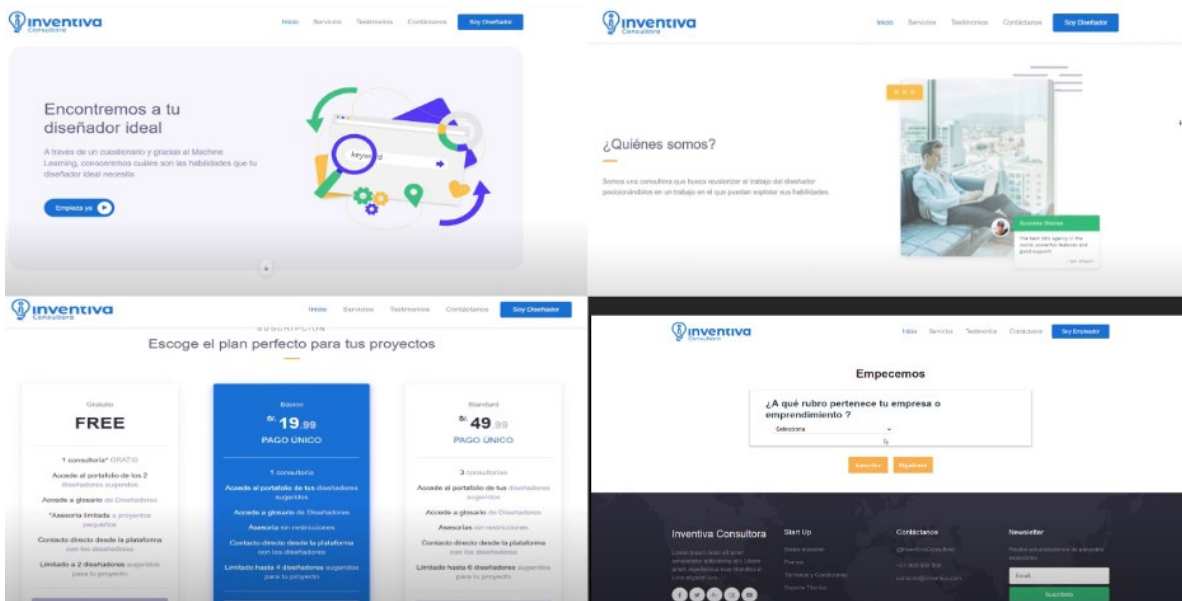 inventiva
Consultora
Inicio
Servicios
Testimonios
Contáctanos
Soy Diseñador
Encontremos a tu
diseñador ideal
A través de un cuestionario y gracias al Machine
Learning, conoceremos cuáles son las habilidades que tu
diseñador ideal necesita
Empieza ya
keyword
inventiva
Consultora
Inicio
Servicios
Testimonios
Contáctanos
Soy Diseñador
¿Quiénes somos?
Somos una consultora que busca revalorizar el trabajo del diseñador
posicionándolos en un trabajo en el que puedan explotar sus habilidades.
Success Stories
inventiva
Consultora
Inicio
Servicios
Testimonios
Contáctanos
Soy Diseñador
SUSCRIPCIÓN
Escoge el plan perfecto para tus proyectos
Gratuito
FREE
1 consultoría* GRATIS
Accede al portafolio de los 2
diseñadores sugeridos
Accede a glosario de Diseñadores
*Asesoría limitada a proyectos
pequeños
Contacto directo desde la plataforma
con los diseñadores
Limitado a 2 diseñadores sugeridos
para tu proyecto
Básico
S/. 19.99
PAGO ÚNICO
1 consultoría
Accede al portafolio de tus diseñadores
sugeridos
Accede a glosario de Diseñadores
Asesoría sin restricciones
Contacto directo desde la plataforma
con los diseñadores
Limitado hasta 4 diseñadores sugeridos
para tu proyecto
Standard
S/. 49.99
PAGO ÚNICO
3 consultorías
Accede al portafolio de tus diseñadores
sugeridos
Accede a glosario de Diseñadores
Asesorías sin restricciones
Contacto directo desde la plataforma
con los diseñadores
Limitado hasta 6 diseñadores sugeridos
para tu proyecto
inventiva
Consultora
Inicio
Servicios
Testimonios
Contáctanos
Soy Empleador
Empecemos
¿A qué rubro pertenece tu empresa o
emprendimiento ?
Selecciona
Anterior
Siguiente
Inventiva Consultora
Start Up
Sobre nosotros
Prensa
Términos y Condiciones
Soporte Técnico
Contáctanos
Newsletter
Email
Suscríbete